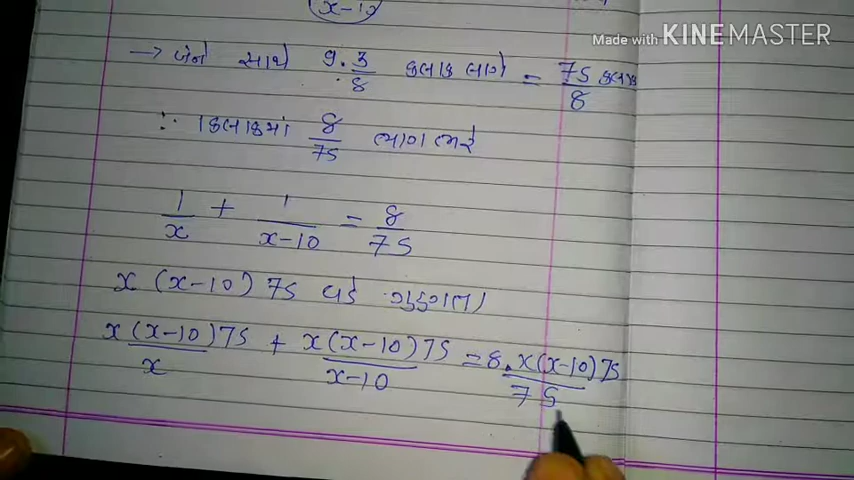 x-10
Made with KINEMASTER
→ બંને સાથે 9.3/8 કલાક લાગે = 75/8 કલાક
∴ 1 કલાકમાં 8/75 ભાગ ભરે
1/x + 1/(x-10) = 8/75
x (x-10) 75 વડે ગુણતા
x(x-10)75/x + x(x-10)75/(x-10) = 8.x(x-10)75/75